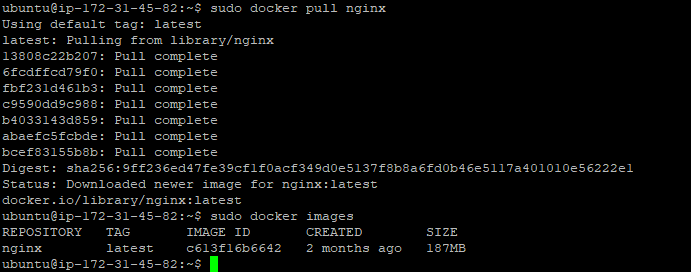 ubuntu@ip-172-31-45-82:~$ sudo docker pull nginx
Using default tag: latest
latest: Pulling from library/nginx
13808c22b207: Pull complete
6fcdffcd79f0: Pull complete
fbf231d461b3: Pull complete
c9590dd9c988: Pull complete
b4033143d859: Pull complete
abaefc5fcbde: Pull complete
bcef83155b8b: Pull complete
Digest: sha256:9ff236ed47fe39cf1f0acf349d0e5137f8b8a6fd0b46e5117a401010e56222e1
Status: Downloaded newer image for nginx:latest
docker.io/library/nginx:latest
ubuntu@ip-172-31-45-82:~$ sudo docker images
REPOSITORY   TAG       IMAGE ID       CREATED        SIZE
nginx        latest    c613f16b6642   2 months ago   187MB
ubuntu@ip-172-31-45-82:~$